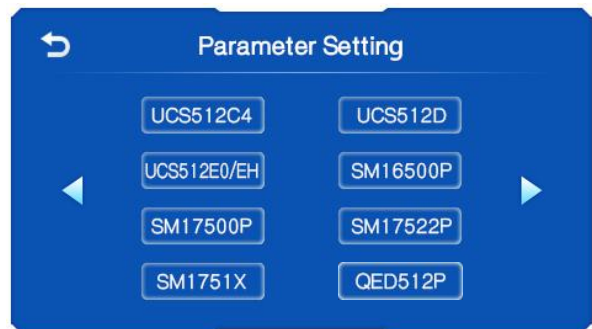 Parameter Setting
UCS512C4 UCS512D
UCS512E0/EH SM16500P
SM17500P SM17522P
SM1751X QED512P